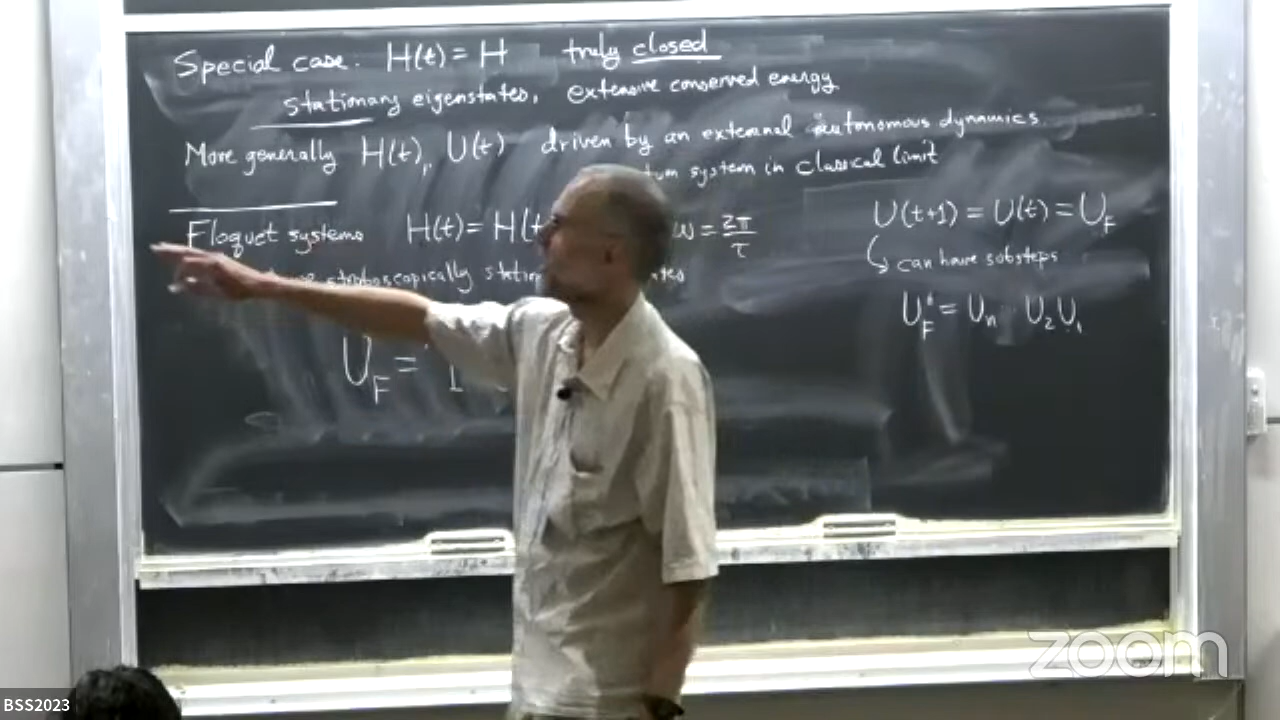 Special case: H(t) = H truly closed
stationary eigenstates, extensive conserved energy
More generally H(t), U(t) driven by an external autonomous dynamics
system in classical limit
Floquet systems H(t) = H(t ω = 2π/τ
stroboscopically
U_F =
U(t+1) = U(t) = U_F
can have substeps
U_F = U_n U_2 U_1
zoom
BSS2023